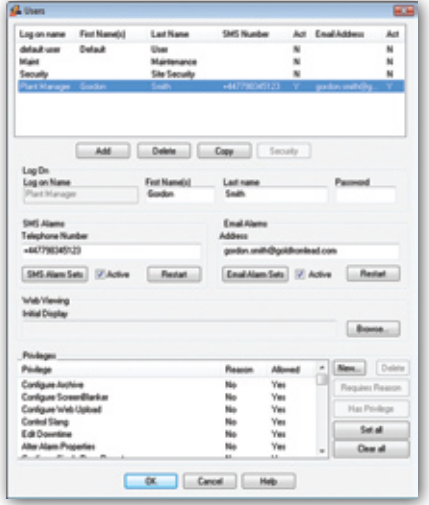 Users
Log on name First Name(s) Last Name SMS Number Act Email Address Act
default user Default User N N
Maint Maintenance N N
Security Site Security N N
Plant Manager Gordon Smith +447798345123 Y gordon.smith@g... Y
Add Delete Copy Security
Log On
Log on Name First Name(s) Last name Password
Plant Manager Gordon Smith
SMS Alarms Email Alarms
Telephone Number Address
+447798345123 gordon.smith@goldfromlead.com
SMS Alarm Sets Active Restart Email Alarm Sets Active Restart
Web Viewing
Initial Display
Browse...
Privileges
Privilege Reason Allowed New... Delete
Configure Archive No Yes
Configure ScreenBlanker No Yes Requires Reason
Configure Web Upload No Yes
Control Slang No Yes Has Privilege
Edit Downtime No Yes Set all
Alter Alarm Properties No Yes Clear all
OK Cancel Help